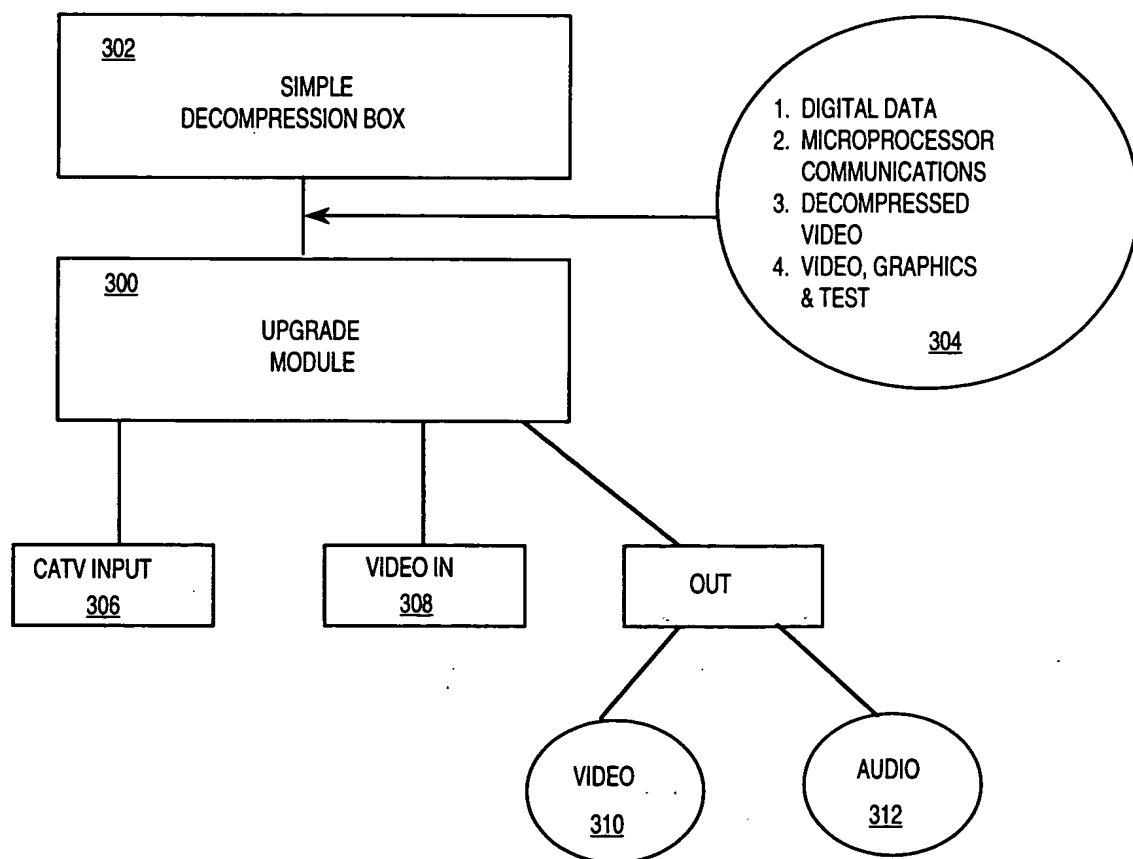 302
SIMPLE
DECOMPRESSION BOX
1. DIGITAL DATA
2. MICROPROCESSOR
COMMUNICATIONS
3. DECOMPRESSED
VIDEO
4. VIDEO, GRAPHICS
& TEST
304
300
UPGRADE
MODULE
CATV INPUT
306
VIDEO IN
308
OUT
VIDEO
310
AUDIO
312